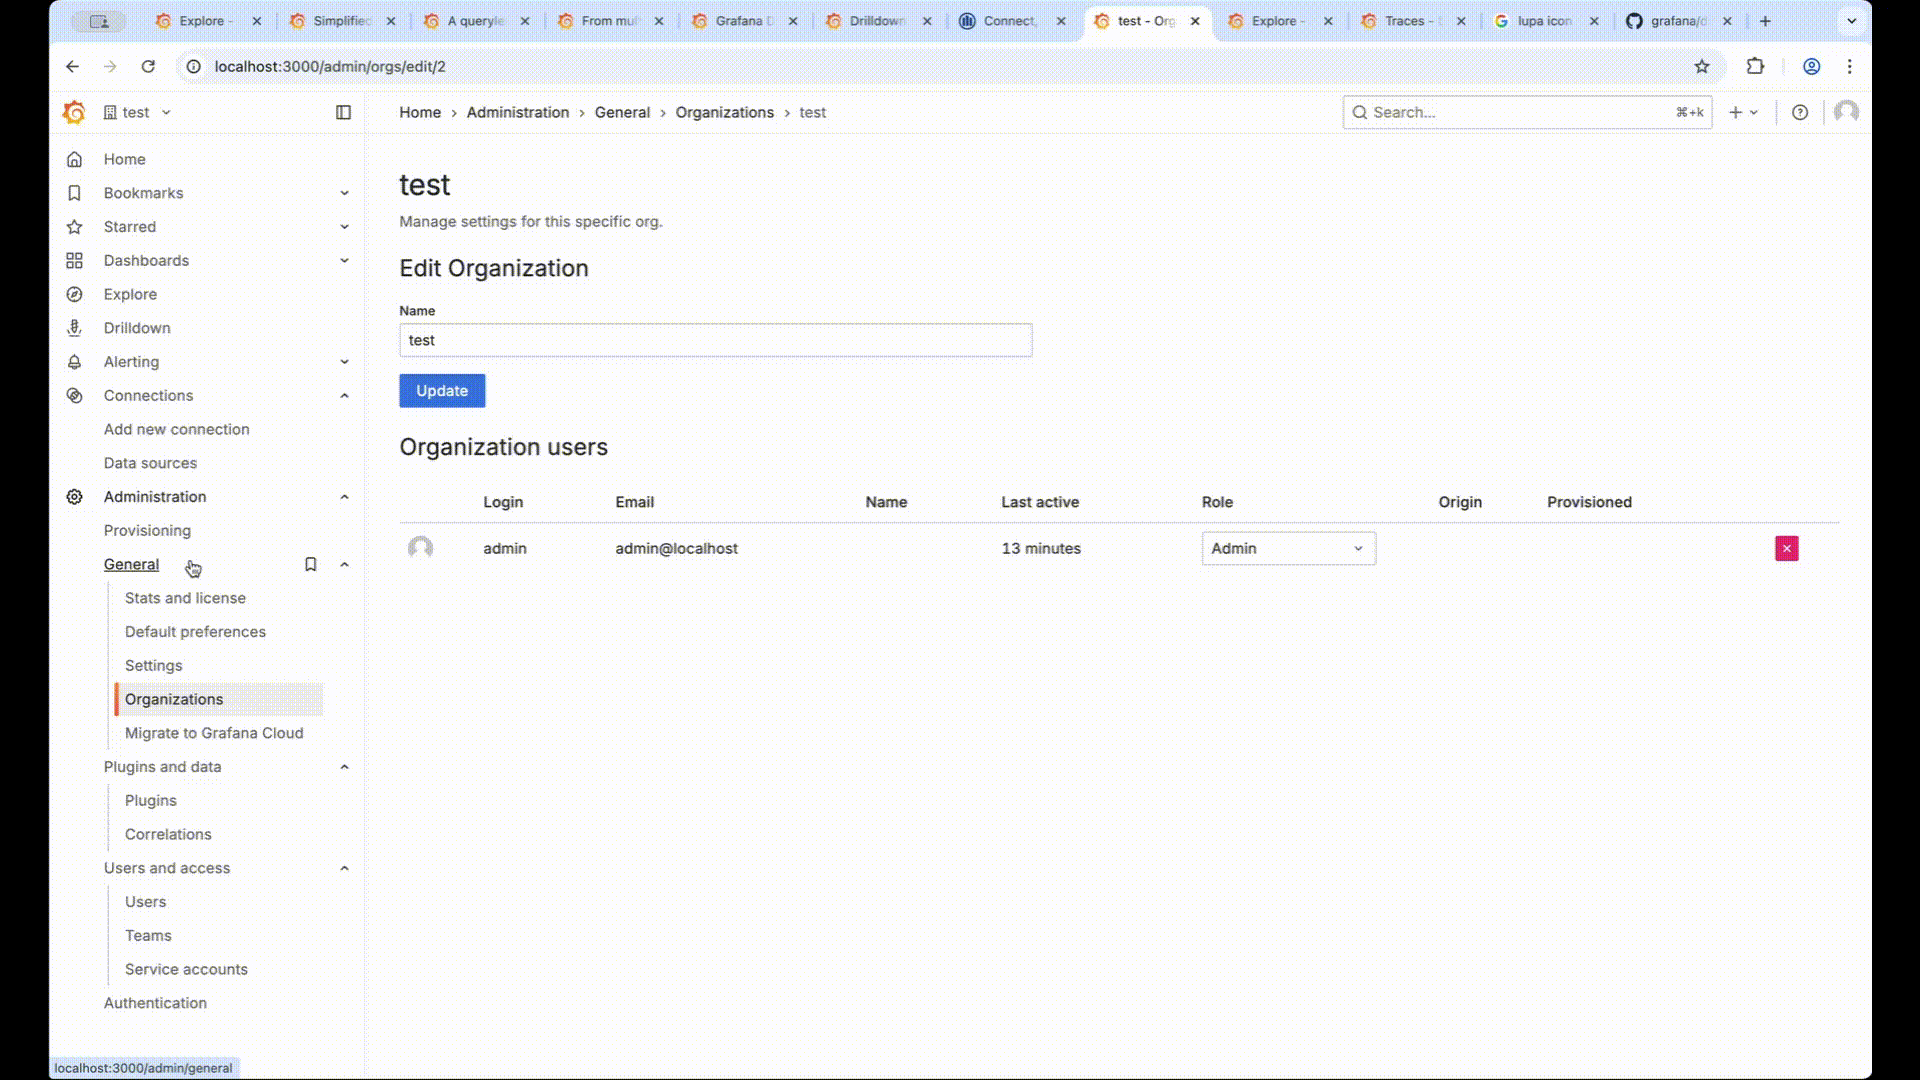 Explore -
Simplified
A queryle
From mul
Grafana D
Drilldown
Connect,
test - Org
Explore -
Traces -
lupa icon
grafana/d
localhost:3000/admin/orgs/edit/2
test
Home > Administration > General > Organizations > test
Search...
⌘+k
Home
Bookmarks
Starred
Dashboards
Explore
Drilldown
Alerting
Connections
Add new connection
Data sources
Administration
Provisioning
General
Stats and license
Default preferences
Settings
Organizations
Migrate to Grafana Cloud
Plugins and data
Plugins
Correlations
Users and access
Users
Teams
Service accounts
Authentication
localhost:3000/admin/general
test
Manage settings for this specific org.
Edit Organization
Name
test
Update
Organization users
Login Email Name Last active Role Origin Provisioned
admin admin@localhost 13 minutes Admin